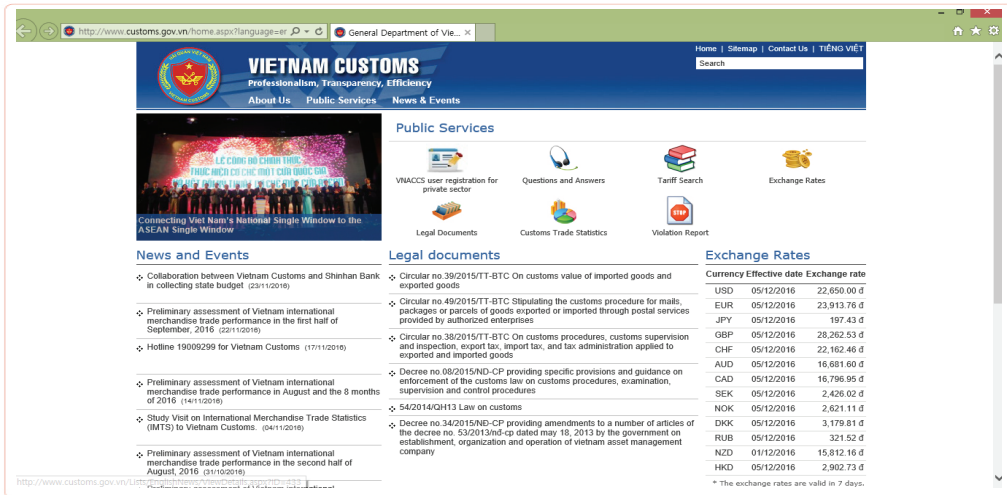 http://www.customs.gov.vn/home.aspx?language=er
General Department of Vie...
Home | Sitemap | Contact Us | TIẾNG VIỆT
Search
VIETNAM CUSTOMS
Professionalism, Transparency, Efficiency
About Us Public Services News & Events
LỄ CÔNG BỐ CHÍNH THỨC
THỰC HIỆN CƠ CHẾ MỘT CỬA QUỐC GIA
Connecting Viet Nam's National Single Window to the
ASEAN Single Window
Public Services
VNACCS user registration for
private sector
Questions and Answers
Tariff Search
Exchange Rates
Legal Documents
Customs Trade Statistics
STOP
Violation Report
News and Events
Collaboration between Vietnam Customs and Shinhan Bank
in collecting state budget (23/11/2016)
Preliminary assessment of Vietnam international
merchandise trade performance in the first half of
September, 2016 (22/11/2016)
Hotline 19009299 for Vietnam Customs (17/11/2016)
Preliminary assessment of Vietnam international
merchandise trade performance in August and the 8 months
of 2016 (14/11/2016)
Study Visit on International Merchandise Trade Statistics
(IMTS) to Vietnam Customs. (04/11/2016)
Preliminary assessment of Vietnam international
merchandise trade performance in the second half of
August, 2016 (31/10/2016)
Legal documents
Circular no.39/2015/TT-BTC On customs value of imported goods and
exported goods
Circular no.49/2015/TT-BTC Stipulating the customs procedure for mails,
packages or parcels of goods exported or imported through postal services
provided by authorized enterprises
Circular no.38/2015/TT-BTC On customs procedures, customs supervision
and inspection, export tax, import tax, and tax administration applied to
exported and imported goods
Decree no.08/2015/ND-CP providing specific provisions and guidance on
enforcement of the customs law on customs procedures, examination,
supervision and control procedures
54/2014/QH13 Law on customs
Decree no.34/2015/NĐ-CP providing amendments to a number of articles of
the decree no. 53/2013/nđ-cp dated may 18, 2013 by the government on
establishment, organization and operation of vietnam asset management
company
Exchange Rates
Currency Effective date Exchange rate
USD 05/12/2016 22,650.00 đ
EUR 05/12/2016 23,913.76 đ
JPY 05/12/2016 197.43 đ
GBP 05/12/2016 28,262.53 đ
CHF 05/12/2016 22,162.46 đ
AUD 05/12/2016 16,681.60 đ
CAD 05/12/2016 16,796.95 đ
SEK 05/12/2016 2,426.02 đ
NOK 05/12/2016 2,621.11 đ
DKK 05/12/2016 3,179.81 đ
RUB 05/12/2016 321.52 đ
NZD 01/12/2016 15,812.16 đ
HKD 05/12/2016 2,902.73 đ
* The exchange rates are valid in 7 days.